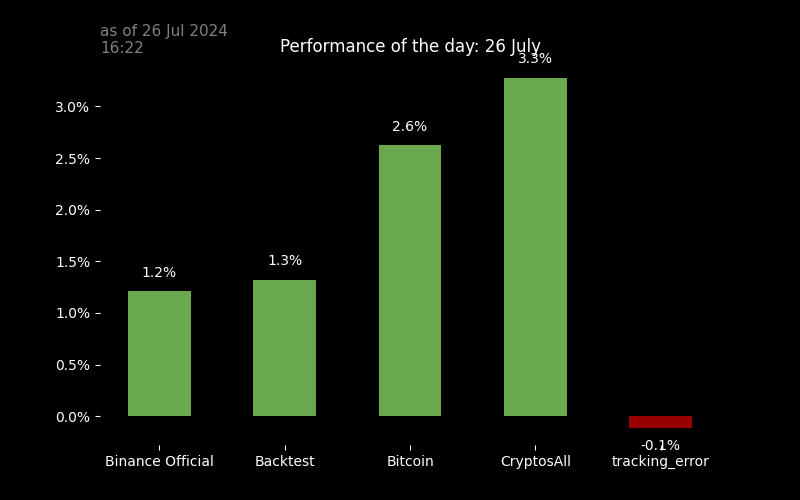 as of 26 Jul 2024
16:22
Performance of the day: 26 July
3.3%
3.0%
2.6%
2.5%
2.0%
1.5%
1.3%
1.2%
1.0%
0.5%
0.0%
-0.1%
Binance Official
Backtest
Bitcoin
CryptosAll
tracking_error